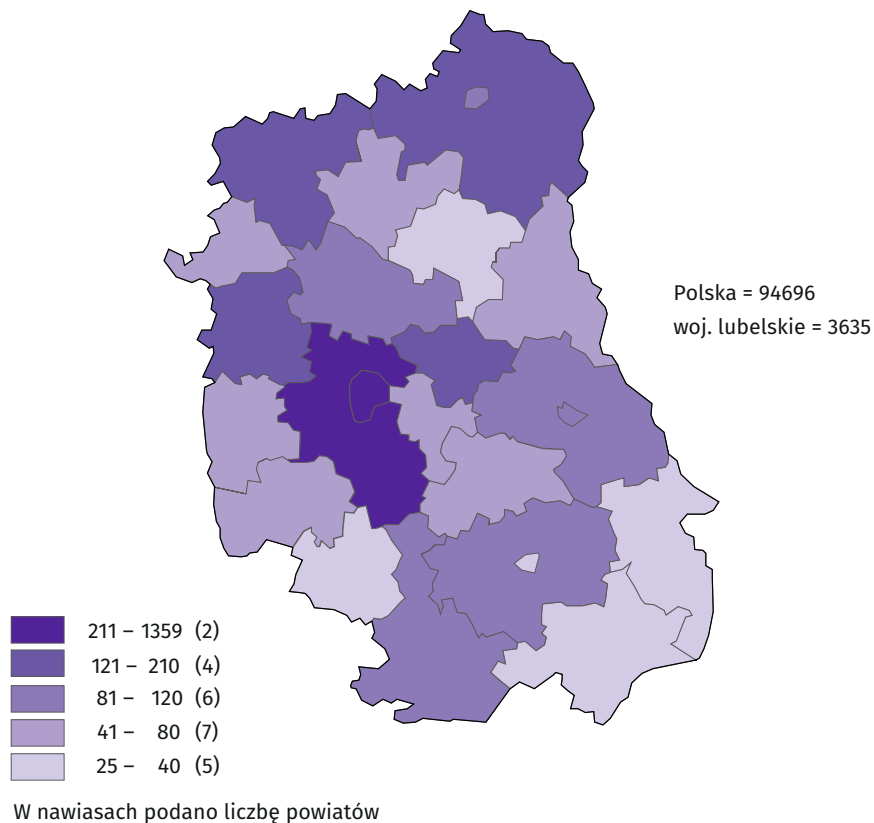 Polska = 94696
woj. lubelskie = 3635
211 – 1359 (2)
121 – 210 (4)
81 – 120 (6)
41 – 80 (7)
25 – 40 (5)
W nawiasach podano liczbę powiatów